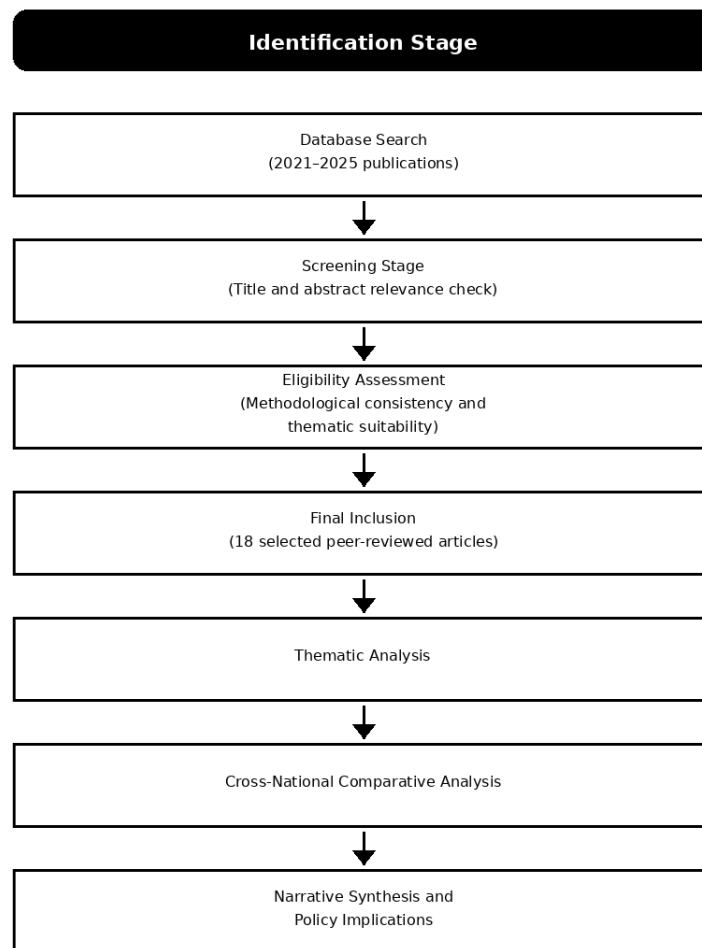 Identification Stage
Database Search
(2021–2025 publications)
Screening Stage
(Title and abstract relevance check)
Eligibility Assessment
(Methodological consistency and
thematic suitability)
Final Inclusion
(18 selected peer-reviewed articles)
Thematic Analysis
Cross-National Comparative Analysis
Narrative Synthesis and
Policy Implications